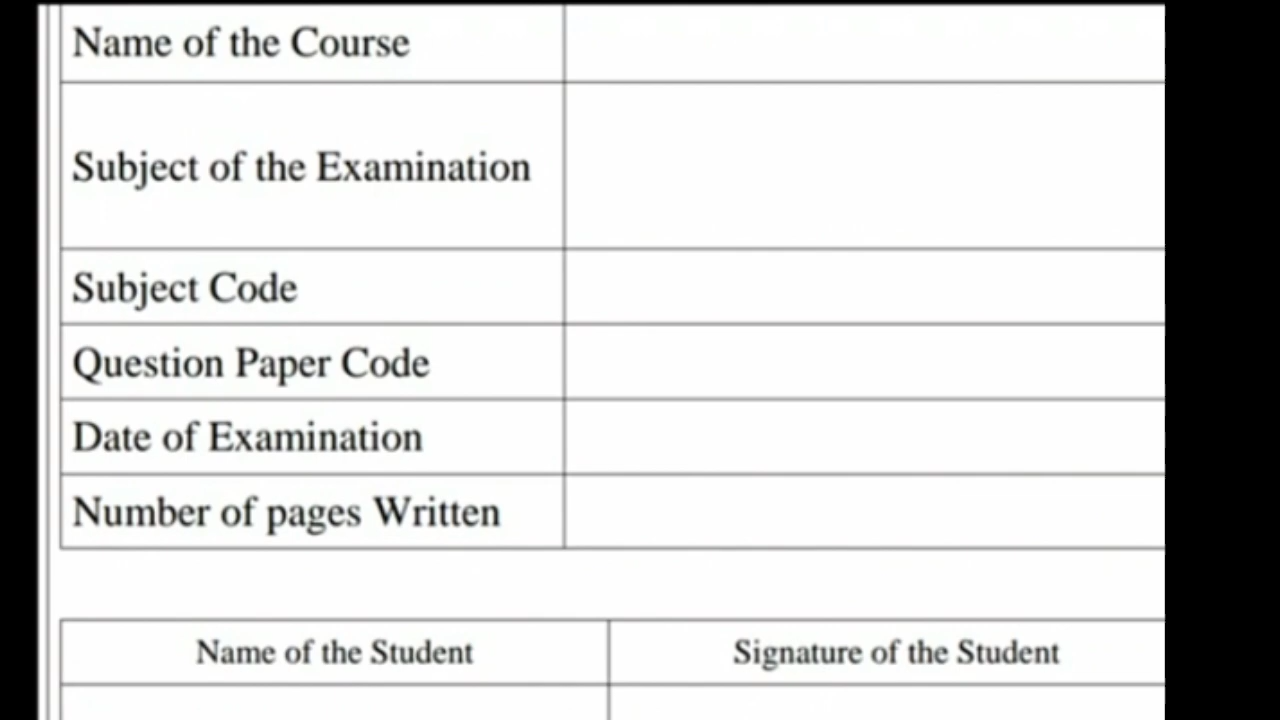 Name of the Course
Subject of the Examination
Subject Code
Question Paper Code
Date of Examination
Number of pages Written
Name of the Student
Signature of the Student